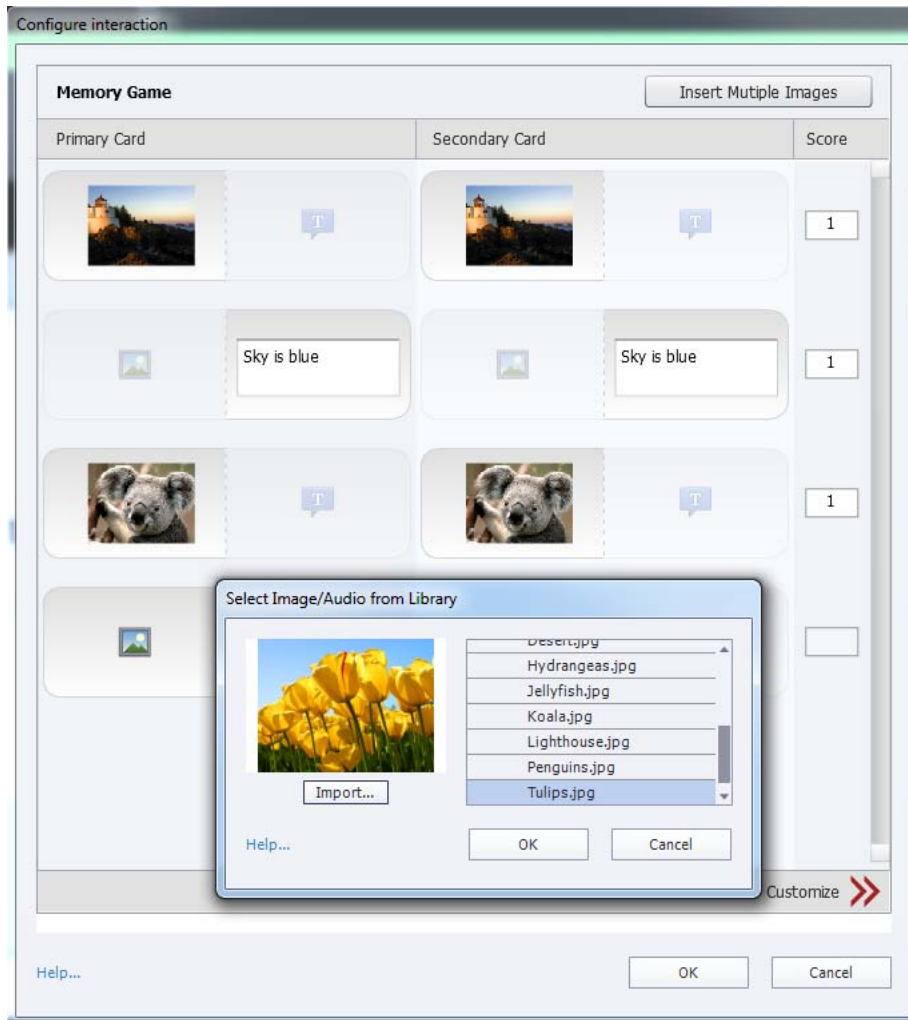 Configure interaction
Memory Game
Insert Mutiple Images
Primary Card
Secondary Card
Score
T
T
1
Sky is blue
Sky is blue
1
T
T
1
Select Image/Audio from Library
Desert.jpg
Hydrangeas.jpg
Jellyfish.jpg
Koala.jpg
Lighthouse.jpg
Penguins.jpg
Import...
Tulips.jpg
Help...
OK
Cancel
Customize
Help...
OK
Cancel